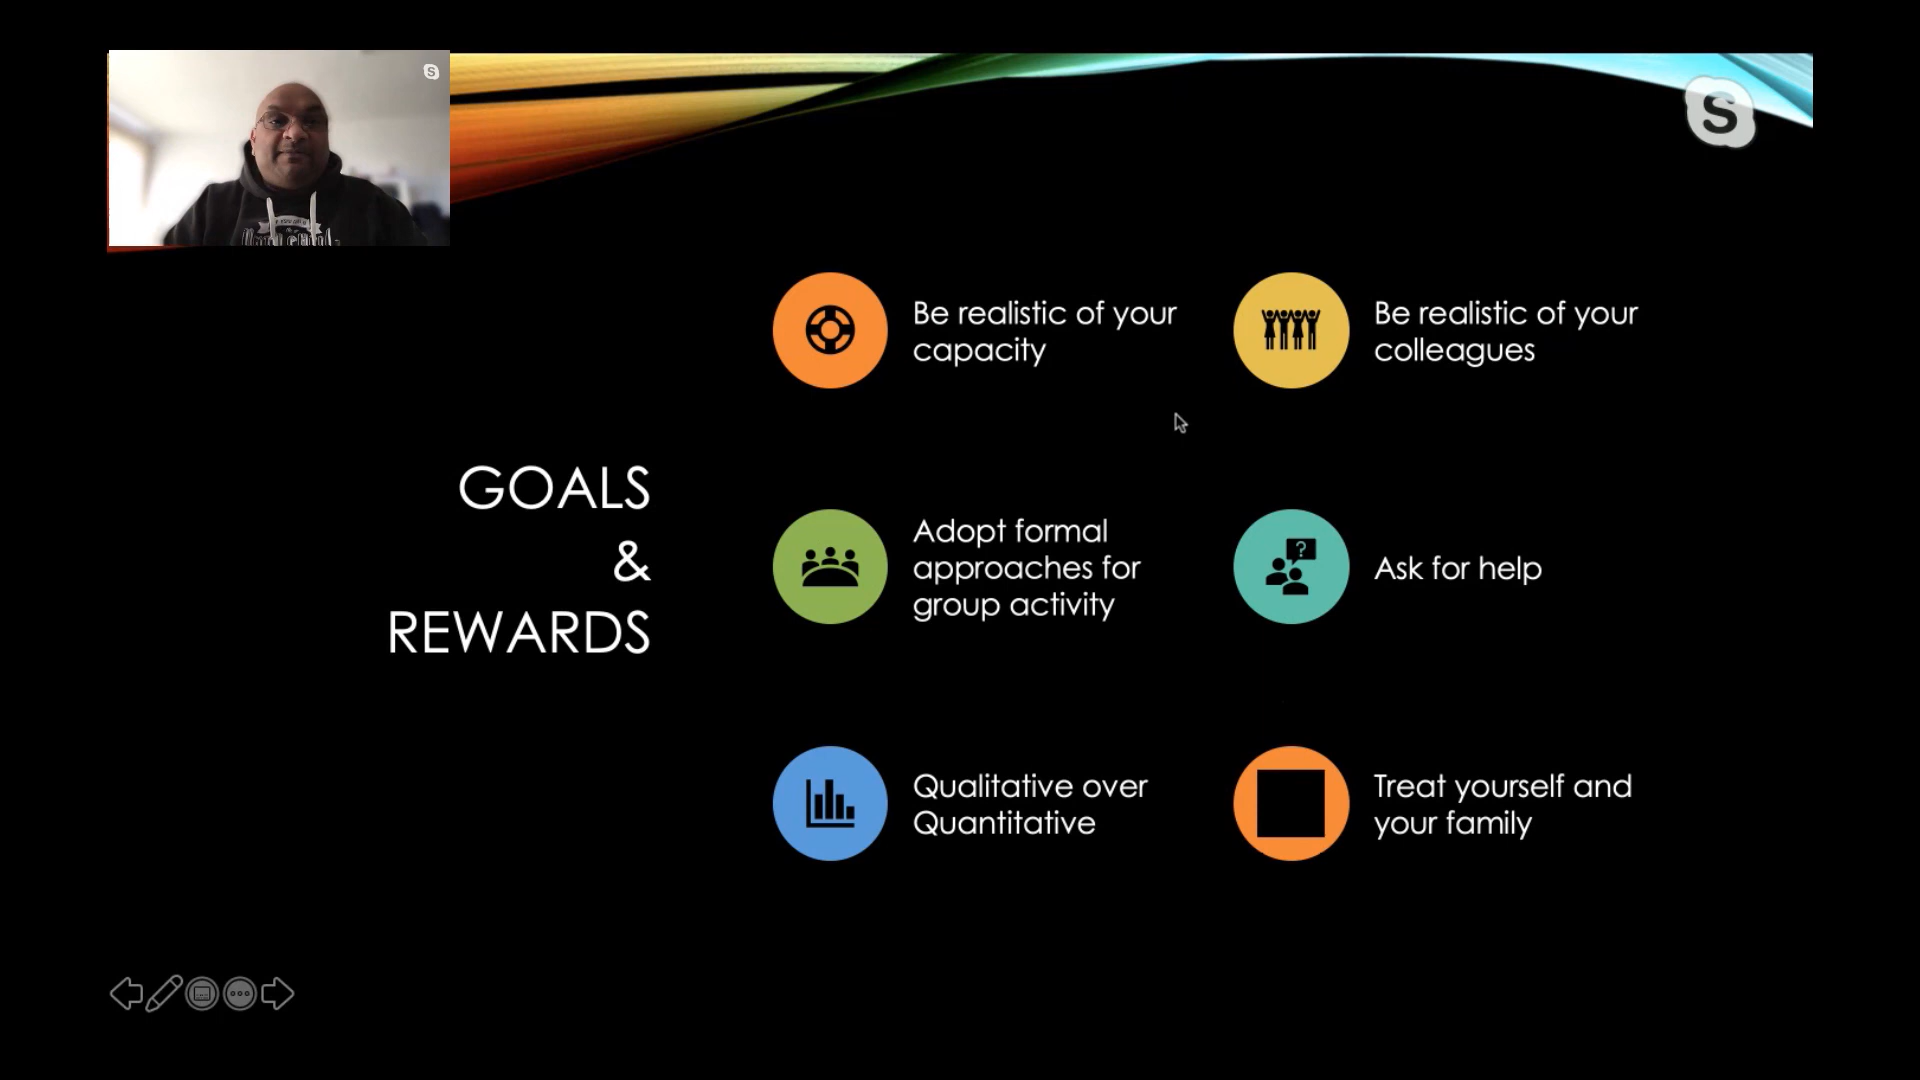 S
S
GOALS
&
REWARDS
Be realistic of your
capacity
Be realistic of your
colleagues
Adopt formal
approaches for
group activity
?
Ask for help
Qualitative over
Quantitative
Treat yourself and
your family